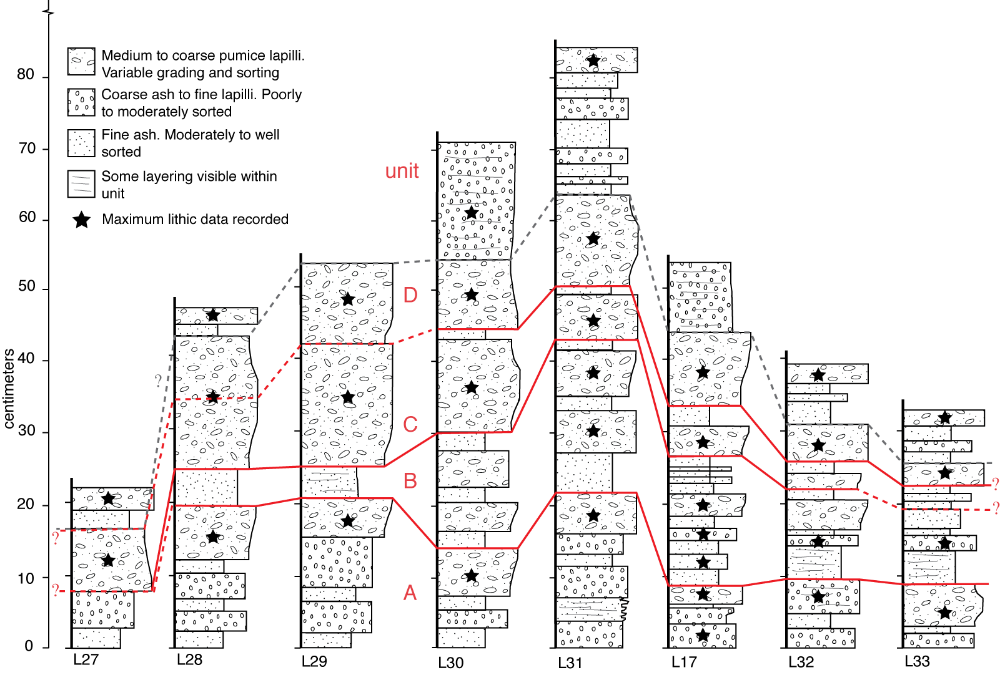 Medium to coarse pumice lapilli.
Variable grading and sorting
Coarse ash to fine lapilli. Poorly
to moderately sorted
Fine ash. Moderately to well
sorted
Some layering visible within
unit
Maximum lithic data recorded
centimeters
80
70
60
50
40
30
20
10
0
unit
D
C
B
A
?
?
?
?
?
L27
L28
L29
L30
L31
L17
L32
L33